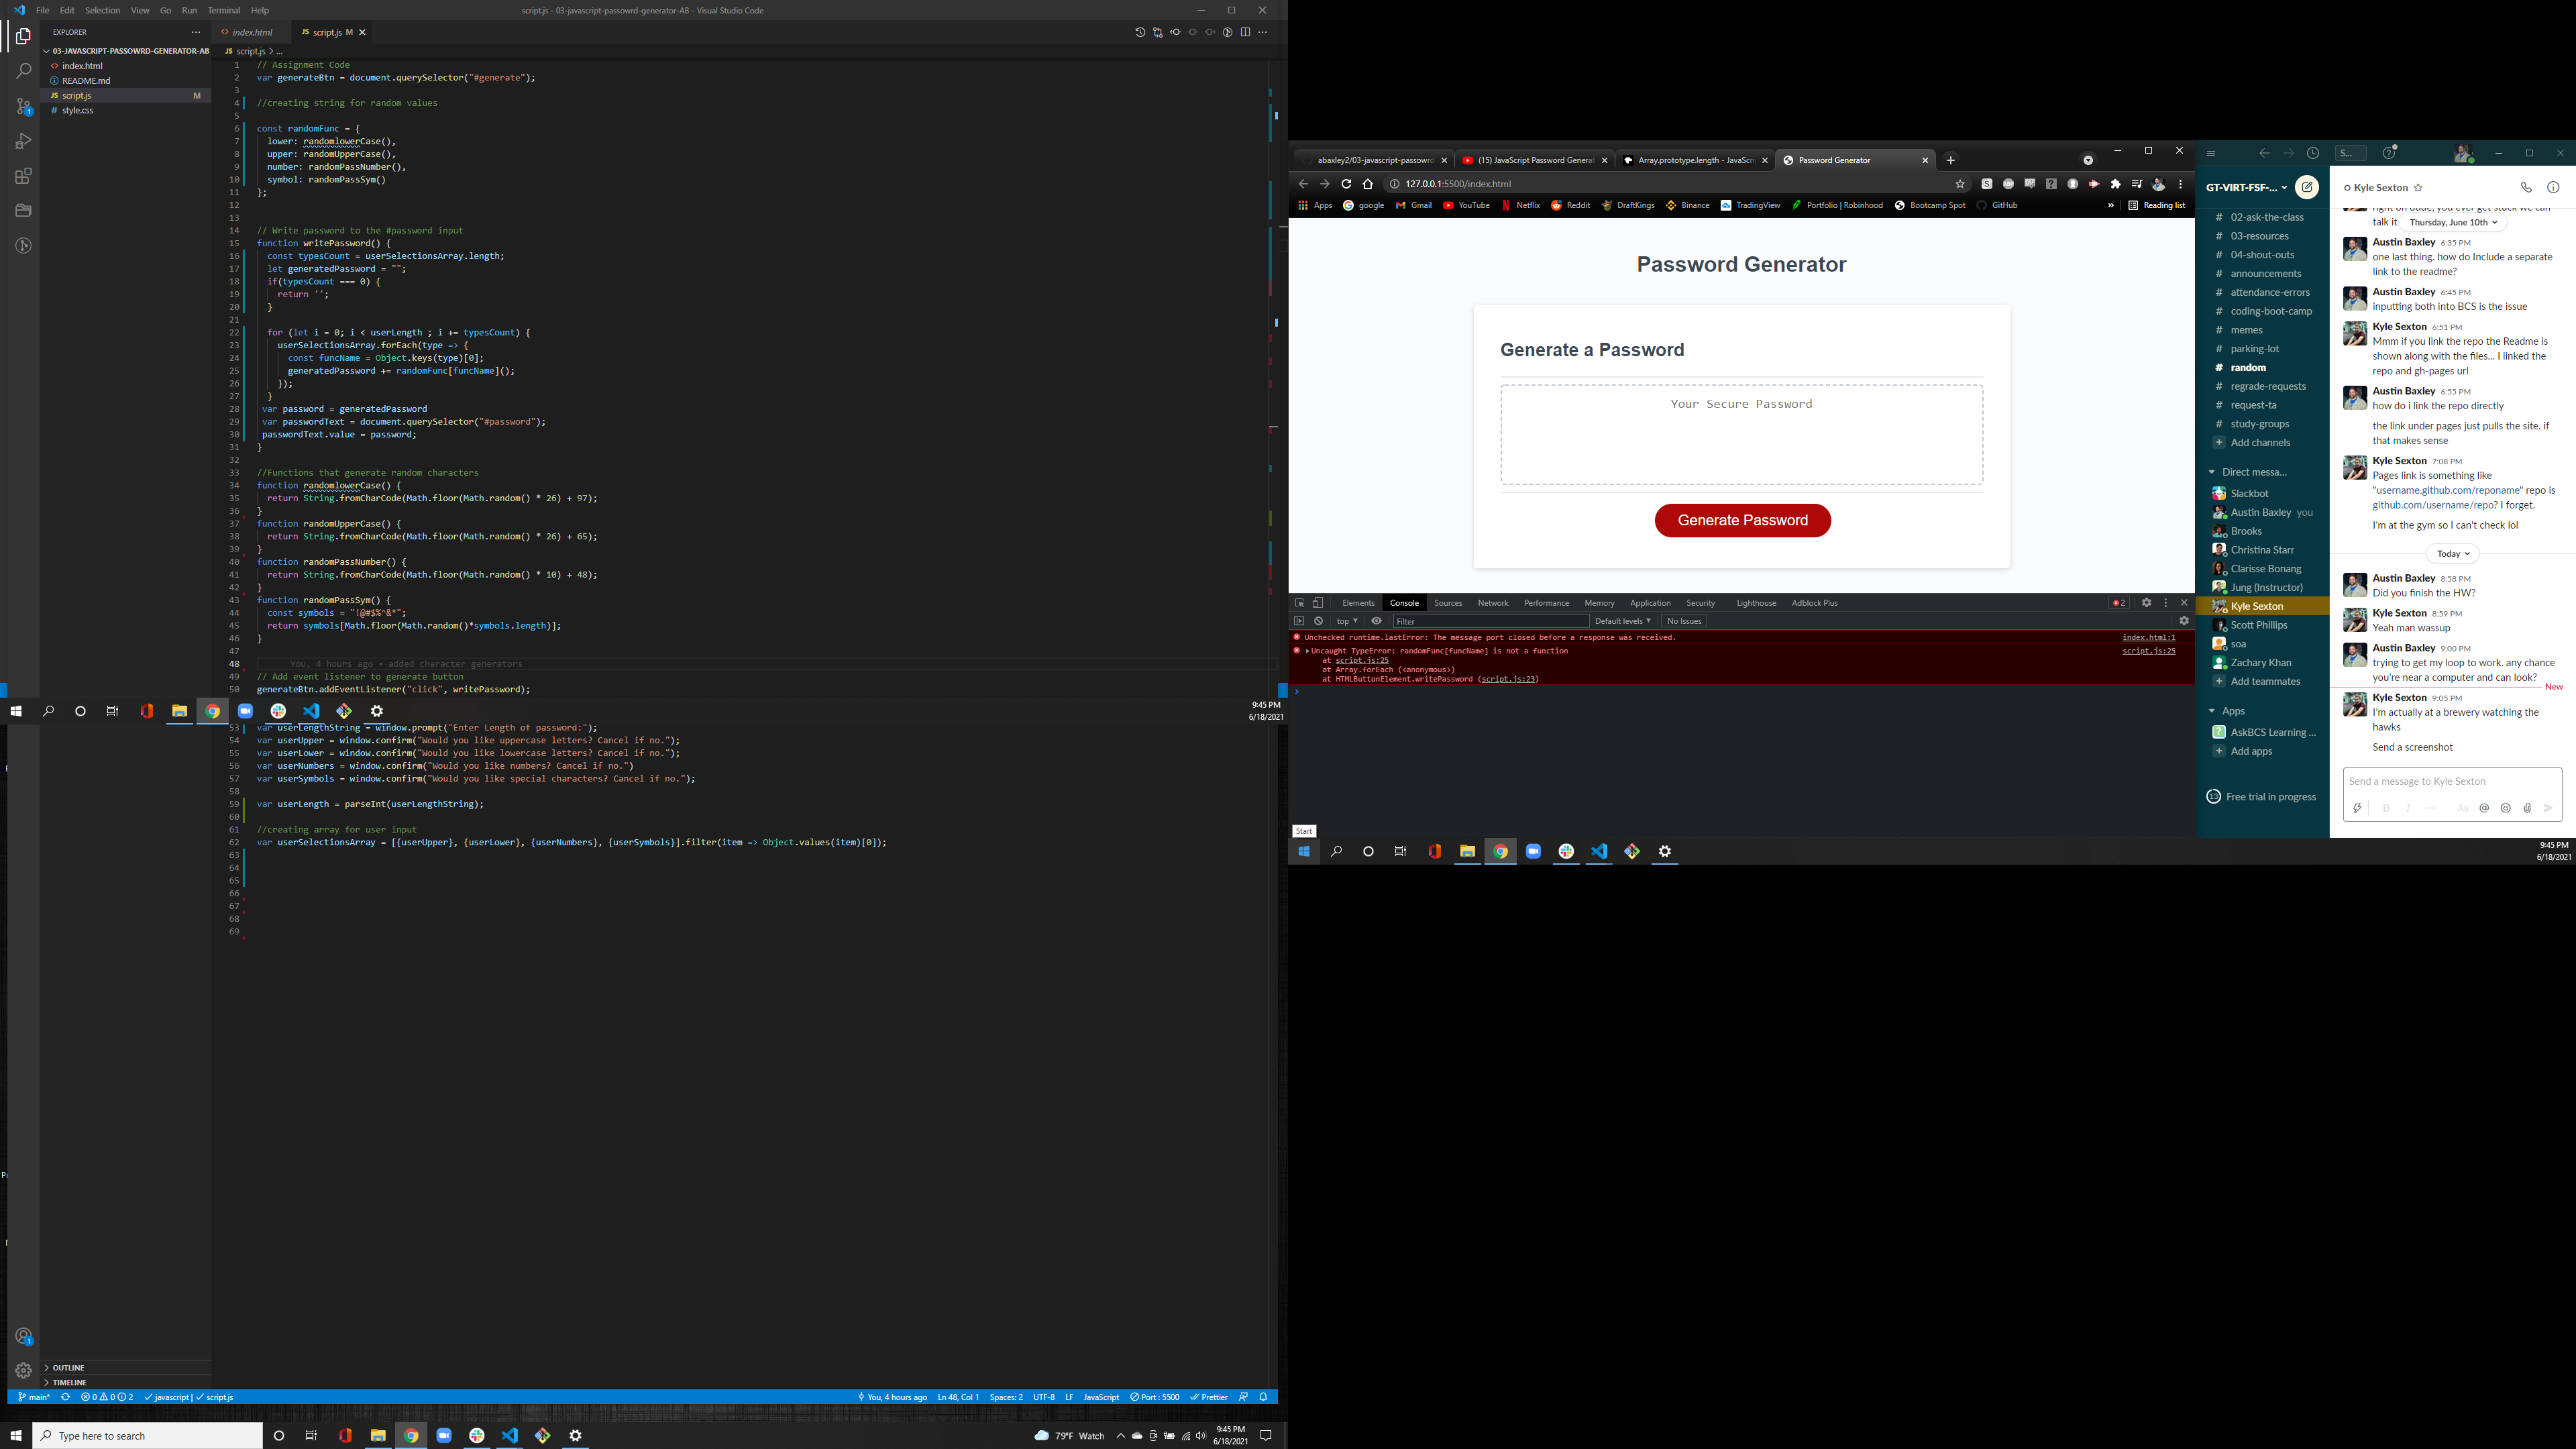 File Edit Selection View Go Run Terminal Help
script.js - 03-javascript-passowrd-generator-AB - Visual Studio Code
EXPLORER
03-JAVASCRIPT-PASSOWRD-GENERATOR-AB
index.html
README.md
script.js M
style.css
index.html
JS script.js M
JS script.js > ...
1 // Assignment Code
2 var generateBtn = document.querySelector("#generate");
3
4 //creating string for random values
5
6 const randomFunc = {
7 lower: randomlowerCase(),
8 upper: randomUpperCase(),
9 number: randomPassNumber(),
10 symbol: randomPassSym()
11 };
12
13
14 // Write password to the #password input
15 function writePassword() {
16 const typesCount = userSelectionsArray.length;
17 let generatedPassword = "";
18 if(typesCount === 0) {
19 return '';
20 }
21
22 for (let i = 0; i < userLength ; i += typesCount) {
23 userSelectionsArray.forEach(type => {
24 const funcName = Object.keys(type)[0];
25 generatedPassword += randomFunc[funcName]();
26 });
27 }
28 var password = generatedPassword
29 var passwordText = document.querySelector("#password");
30 passwordText.value = password;
31 }
32
33 //Functions that generate random characters
34 function randomlowerCase() {
35 return String.fromCharCode(Math.floor(Math.random() * 26) + 97);
36 }
37 function randomUpperCase() {
38 return String.fromCharCode(Math.floor(Math.random() * 26) + 65);
39 }
40 function randomPassNumber() {
41 return String.fromCharCode(Math.floor(Math.random() * 10) + 48);
42 }
43 function randomPassSym() {
44 const symbols = "!@#$%^&*";
45 return symbols[Math.floor(Math.random()*symbols.length)];
46 }
47
48 You, 4 hours ago • added character generators
49 // Add event listener to generate button
50 generateBtn.addEventListener("click", writePassword);
9:45 PM
6/18/2021
53 var userLengthString = window.prompt("Enter Length of password:");
54 var userUpper = window.confirm("Would you like uppercase letters? Cancel if no.");
55 var userLower = window.confirm("Would you like lowercase letters? Cancel if no.");
56 var userNumbers = window.confirm("Would you like numbers? Cancel if no.")
57 var userSymbols = window.confirm("Would you like special characters? Cancel if no.");
58
59 var userLength = parseInt(userLengthString);
60
61 //creating array for user input
62 var userSelectionsArray = [{userUpper}, {userLower}, {userNumbers}, {userSymbols}].filter(item => Object.values(item)[0]);
63
64
65
66
67
68
69
OUTLINE
TIMELINE
main* 0 0 2 javascript | script.js
You, 4 hours ago Ln 48, Col 1 Spaces: 2 UTF-8 LF JavaScript Port : 5500 Prettier
Type here to search
79°F Watch
9:45 PM
6/18/2021
abaxley2/03-javascript-passowrd
(15) JavaScript Password Generat
Array.prototype.length - JavaScri
Password Generator
127.0.0.1:5500/index.html
Apps google Gmail YouTube Netflix Reddit DraftKings Binance TradingView Portfolio | Robinhood Bootcamp Spot GitHub » Reading list
Password Generator
Generate a Password
Your Secure Password
Generate Password
Elements Console Sources Network Performance Memory Application Security Lighthouse Adblock Plus 2
top Filter Default levels No Issues
Unchecked runtime.lastError: The message port closed before a response was received. index.html:1
Uncaught TypeError: randomFunc[funcName] is not a function script.js:25
at script.js:25
at Array.forEach (<anonymous>)
at HTMLButtonElement.writePassword (script.js:23)
Start
S...
GT-VIRT-FSF-...
# 02-ask-the-class
# 03-resources
# 04-shout-outs
# announcements
# attendance-errors
# coding-boot-camp
# memes
# parking-lot
# random
# regrade-requests
# request-ta
# study-groups
+ Add channels
Direct messa...
Slackbot
Austin Baxley you
Brooks
Christina Starr
Clarisse Bonang
Jung (Instructor)
Kyle Sexton
Scott Phillips
soa
Zachary Khan
+ Add teammates
Apps
AskBCS Learning ...
+ Add apps
13 Free trial in progress
Kyle Sexton
right on dude, you ever get stuck we can
talk it
Thursday, June 10th
Austin Baxley 6:35 PM
one last thing. how do Include a separate
link to the readme?
Austin Baxley 6:45 PM
inputting both into BCS is the issue
Kyle Sexton 6:51 PM
Mmm if you link the repo the Readme is
shown along with the files... I linked the
repo and gh-pages url
Austin Baxley 6:55 PM
how do i link the repo directly
the link under pages just pulls the site. if
that makes sense
Kyle Sexton 7:08 PM
Pages link is something like
"username.github.com/reponame" repo is
github.com/username/repo? I forget.
I'm at the gym so I can't check lol
Today
Austin Baxley 8:58 PM
Did you finish the HW?
Kyle Sexton 8:59 PM
Yeah man wassup
Austin Baxley 9:00 PM
trying to get my loop to work. any chance
you're near a computer and can look?
New
Kyle Sexton 9:05 PM
I'm actually at a brewery watching the
hawks
Send a screenshot
Send a message to Kyle Sexton
9:45 PM
6/18/2021